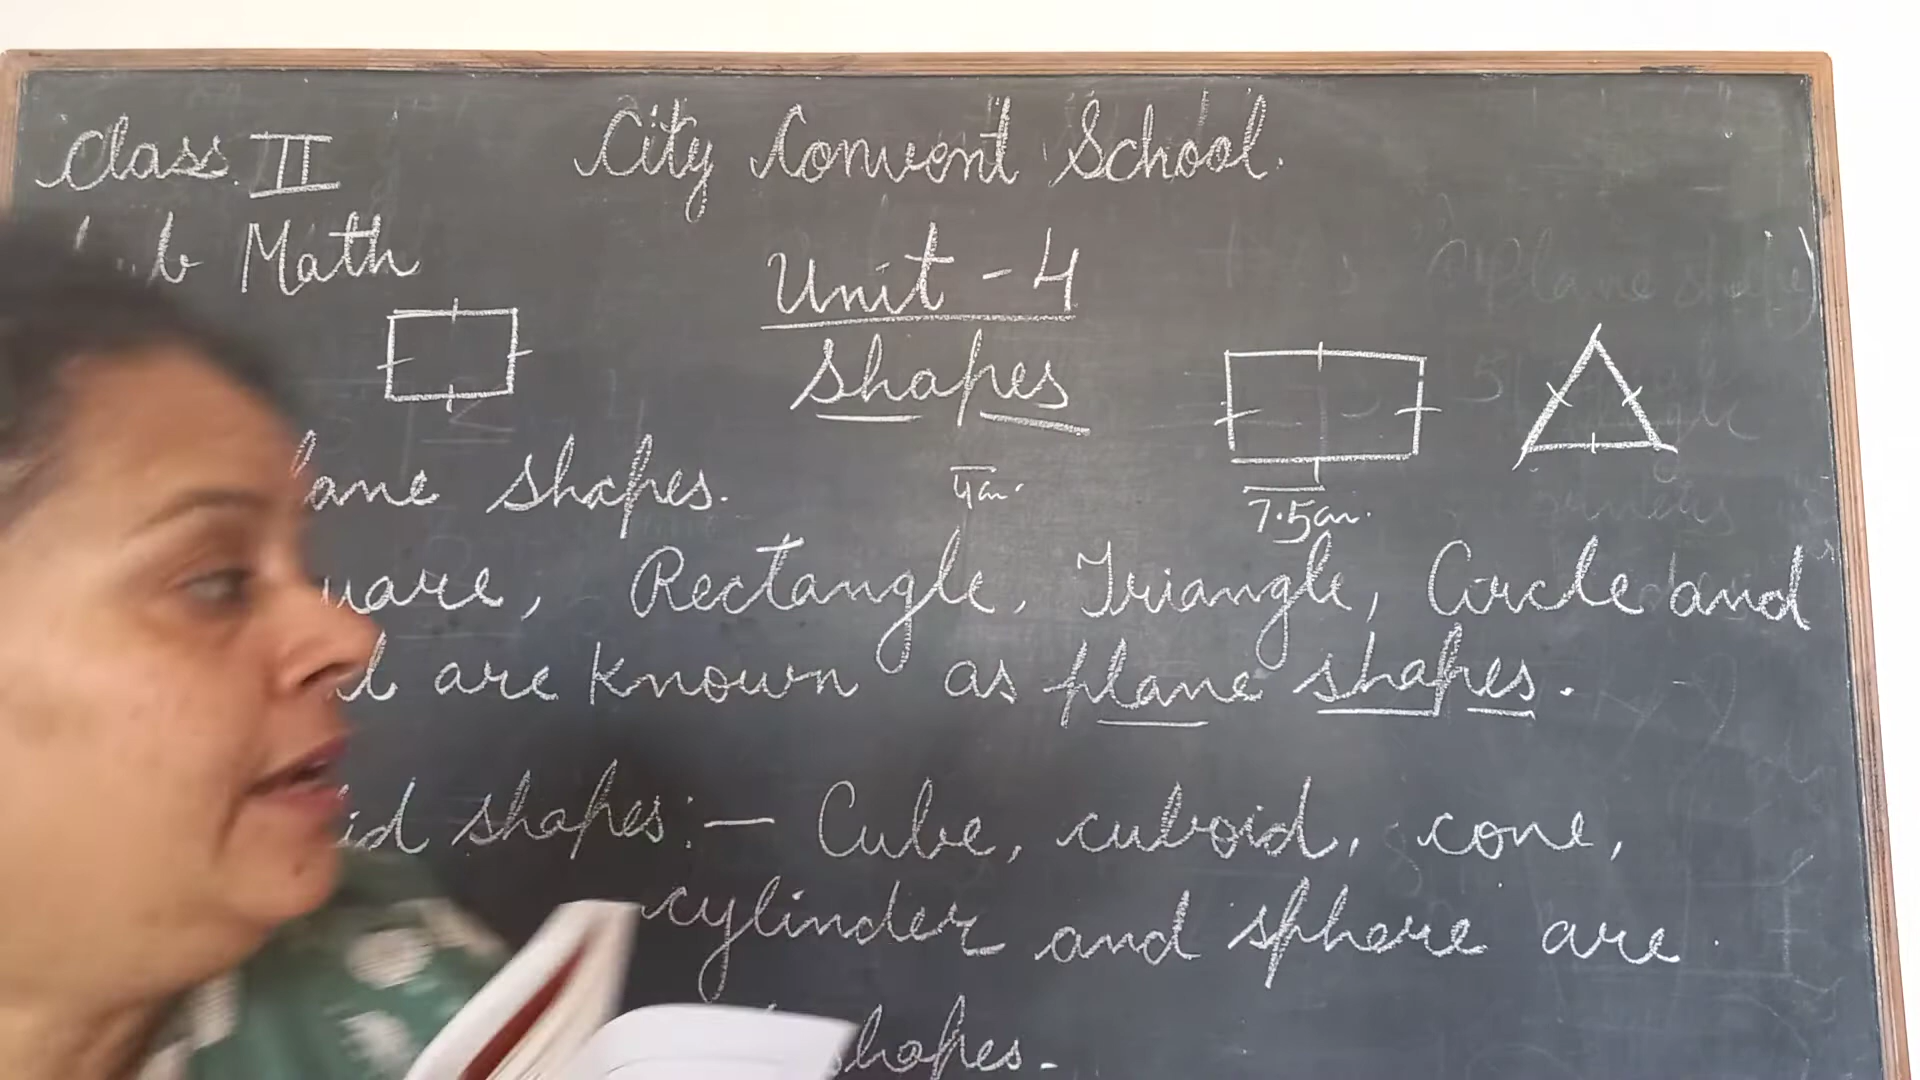 Class. II
City Convent School.
Math
Unit - 4
Shapes
lane shapes.
4cm.
7.5cm.
uare, Rectangle, Triangle, Circle and
l are known as plane shapes.
id shapes:- Cube, cuboid, cone,
cylinder and sphere are
shapes.